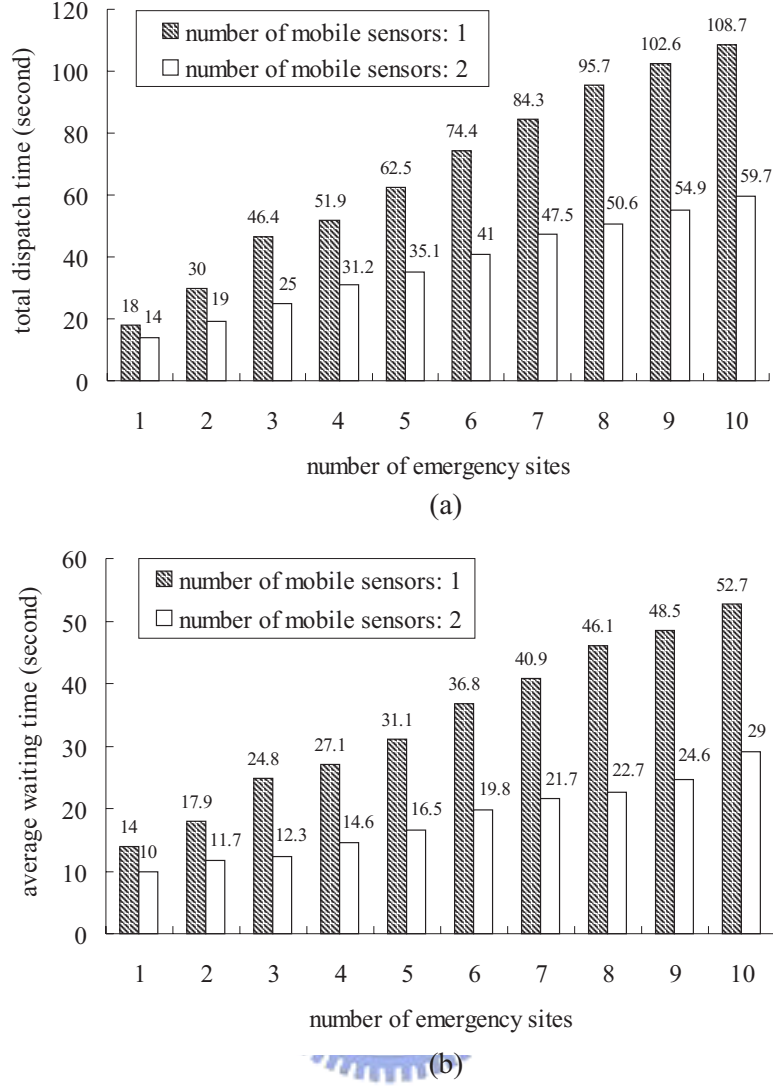 120
100
80
60
40
20
0
total dispatch time (second)
number of mobile sensors: 1
number of mobile sensors: 2
18 14
30 19
46.4 25
51.9 31.2
62.5 35.1
74.4 41
84.3 47.5
95.7 50.6
102.6 54.9
108.7 59.7
1 2 3 4 5 6 7 8 9 10
number of emergency sites
(a)
60
50
40
30
20
10
0
average waiting time (second)
number of mobile sensors: 1
number of mobile sensors: 2
14 10
17.9 11.7
24.8 12.3
27.1 14.6
31.1 16.5
36.8 19.8
40.9 21.7
46.1 22.7
48.5 24.6
52.7 29
1 2 3 4 5 6 7 8 9 10
number of emergency sites
(b)